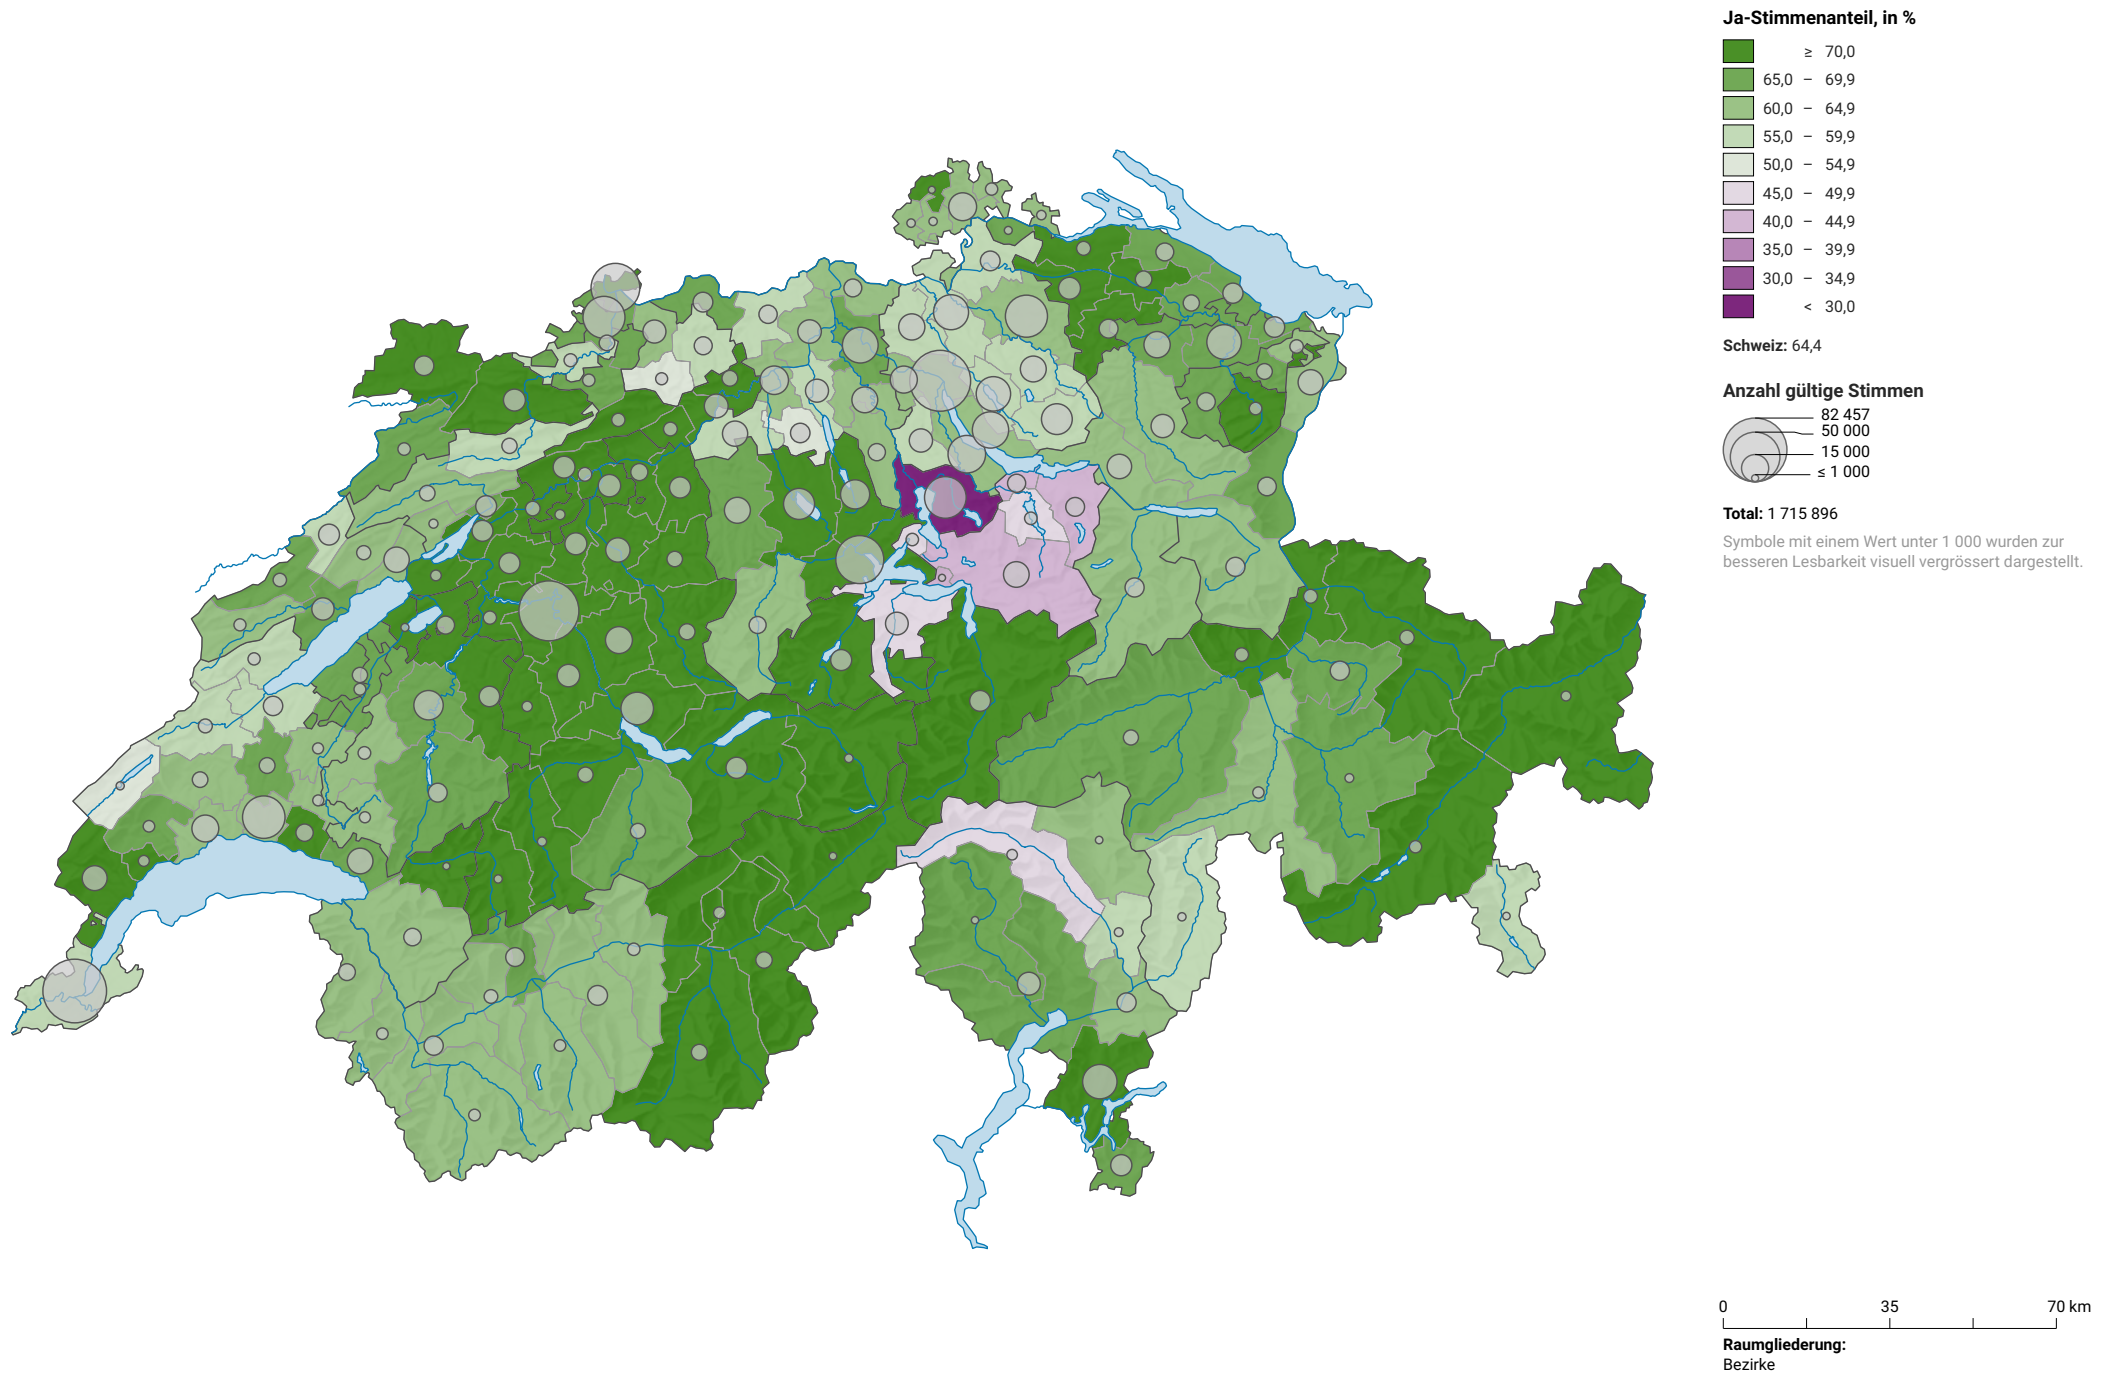 Ja-Stimmenanteil, in %
≥ 70,0
65,0 – 69,9
60,0 – 64,9
55,0 – 59,9
50,0 – 54,9
45,0 – 49,9
40,0 – 44,9
35,0 – 39,9
30,0 – 34,9
< 30,0
Schweiz: 64,4
Anzahl gültige Stimmen
82 457
50 000
15 000
≤ 1 000
Total: 1 715 896
Symbole mit einem Wert unter 1 000 wurden zur
besseren Lesbarkeit visuell vergrössert dargestellt.
0 35 70 km
Raumgliederung:
Bezirke